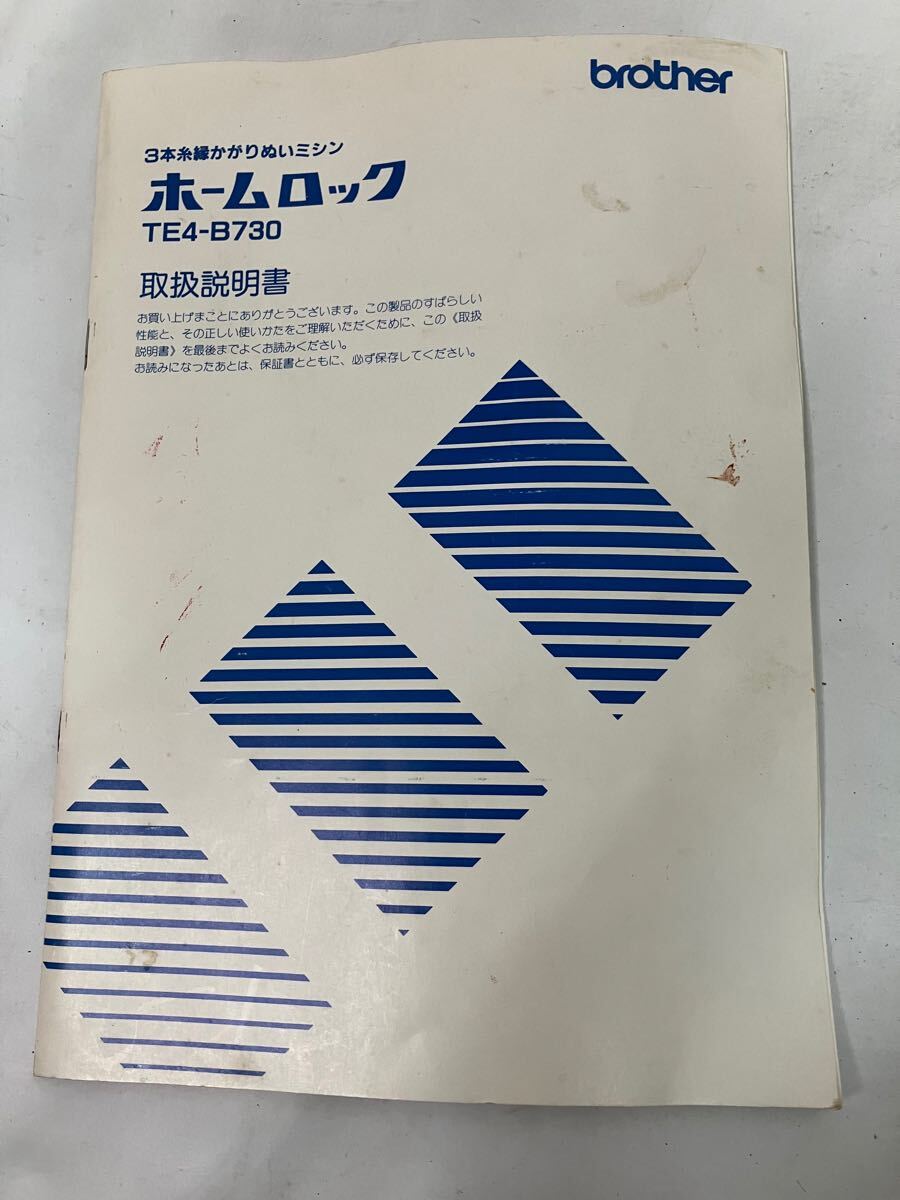 brother
3本糸縁かがりぬいミシン
ホームロック
TE4-B730
取扱説明書
お買い上げまことにありがとうございます。この製品のすばらしい
性能と、その正しい使いかたをご理解いただくために、この《取扱
説明書》を最後までよくお読みください。
お読みになったあとは、保証書とともに、必ず保存してください。